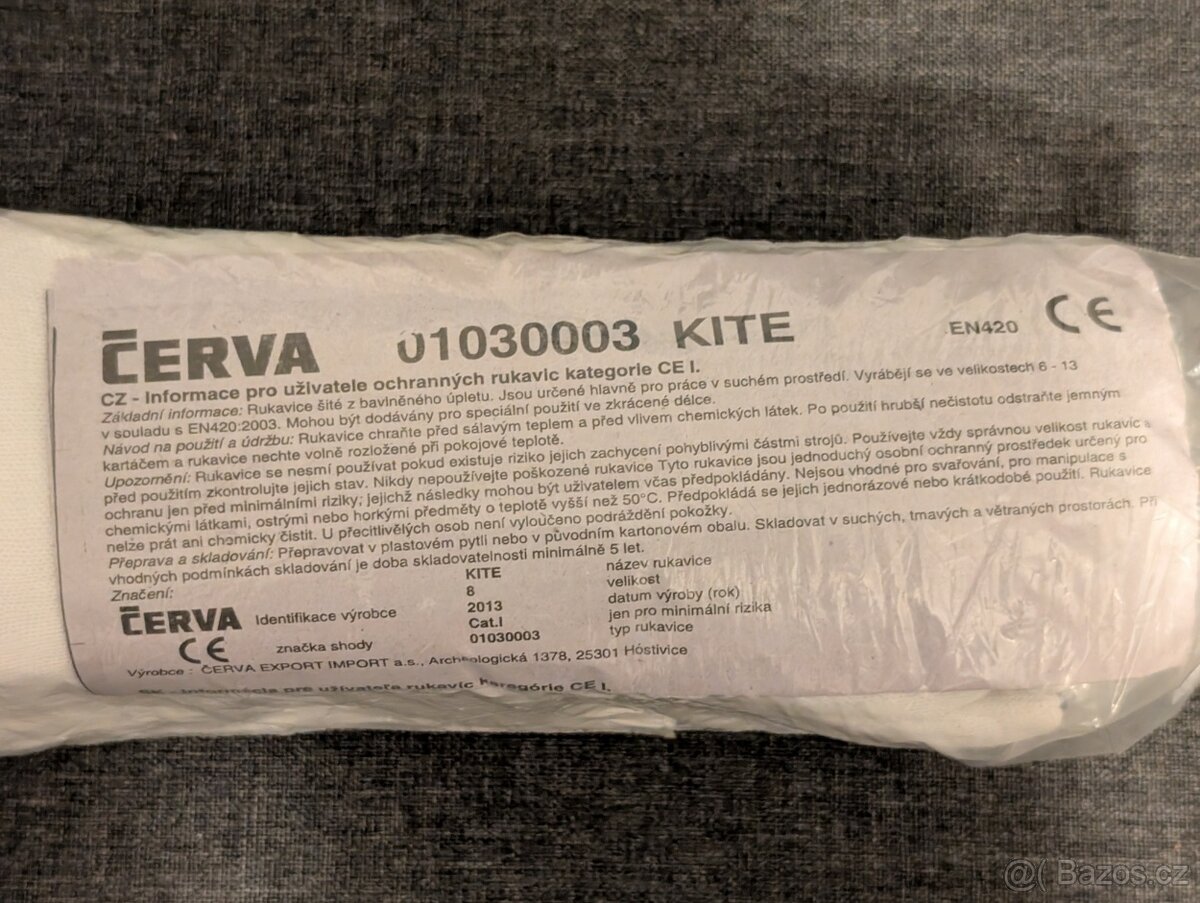 ČERVA 01030003 KITE EN420 CE
CZ - Informace pro uživatele ochranných rukavic kategorie CE I.
Základní informace: Rukavice šité z bavlněného úpletu. Jsou určené hlavně pro práce v suchém prostředí. Vyrábějí se ve velikostech 6 - 13
v souladu s EN420:2003. Mohou být dodávány pro speciální použití ve zkrácené délce.
Návod na použití a údržbu: Rukavice chraňte před sálavým teplem a před vlivem chemických látek. Po použití hrubší nečistotu odstraňte jemným
kartáčem a rukavice nechte volně rozložené při pokojové teplotě.
Upozornění: Rukavice se nesmí používat pokud existuje riziko jejich zachycení pohyblivými částmi strojů. Používejte vždy správnou velikost rukavic a
před použitím zkontrolujte jejich stav. Nikdy nepoužívejte poškozené rukavice Tyto rukavice jsou jednoduchý osobní ochranný prostředek určený pro
ochranu jen před minimálními riziky; jejichž následky mohou být uživatelem včas předpokládány. Nejsou vhodné pro svařování, pro manipulace s
chemickými látkami, ostrými nebo horkými předměty o teplotě vyšší než 50°C. Předpokládá se jejich jednorázové nebo krátkodobé použití. Rukavice
nelze prát ani chemicky čistit. U přecitlivělých osob není vyloučeno podráždění pokožky.
Přeprava a skladování: Přepravovat v plastovém pytli nebo v původním kartonovém obalu. Skladovat v suchých, tmavých a větraných prostorách. Při
vhodných podmínkách skladování je doba skladovatelnosti minimálně 5 let.
Značení: KITE název rukavice
8 velikost
ČERVA Identifikace výrobce 2013 datum výroby (rok)
Cat.I jen pro minimální rizika
CE značka shody 01030003 typ rukavice
Výrobce : ČERVA EXPORT IMPORT a.s., Archeologická 1378, 25301 Hostivice
SK - Informácie pre užívateľa rukavíc kategórie CE I.
@( Bazos.cz